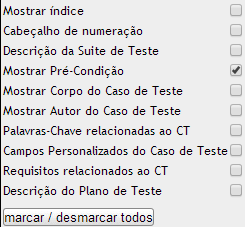 Mostrar índice
Cabeçalho de numeração
Descrição da Suite de Teste
Mostrar Pré-Condição
Mostrar Corpo do Caso de Teste
Mostrar Autor do Caso de Teste
Palavras-Chave relacionadas ao CT
Campos Personalizados do Caso de Teste
Requisitos relacionados ao CT
Descrição do Plano de Teste
marcar / desmarcar todos